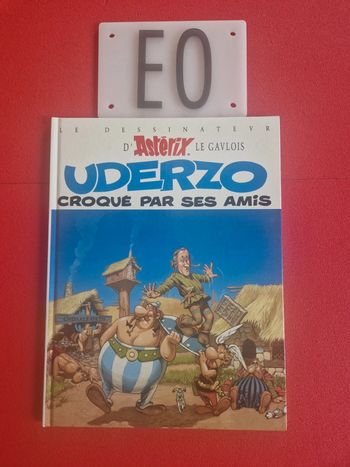 EO
LE DESSINATEVR
D'Astérix LE GAVLOIS
UDERZO
CROQUÉ PAR SES AMIS